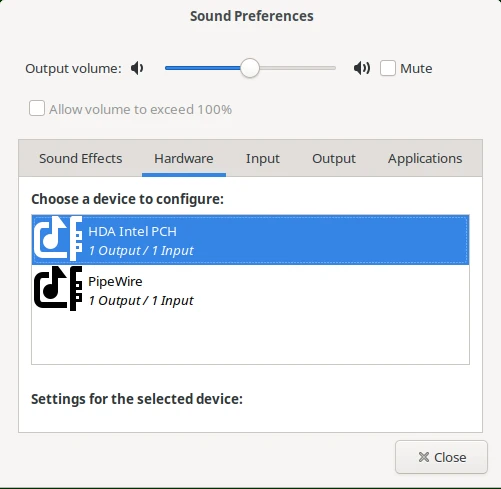 Sound Preferences
Output volume: Mute
Allow volume to exceed 100%
Sound Effects Hardware Input Output Applications
Choose a device to configure:
HDA Intel PCH
1 Output / 1 Input
PipeWire
1 Output / 1 Input
Settings for the selected device:
Close